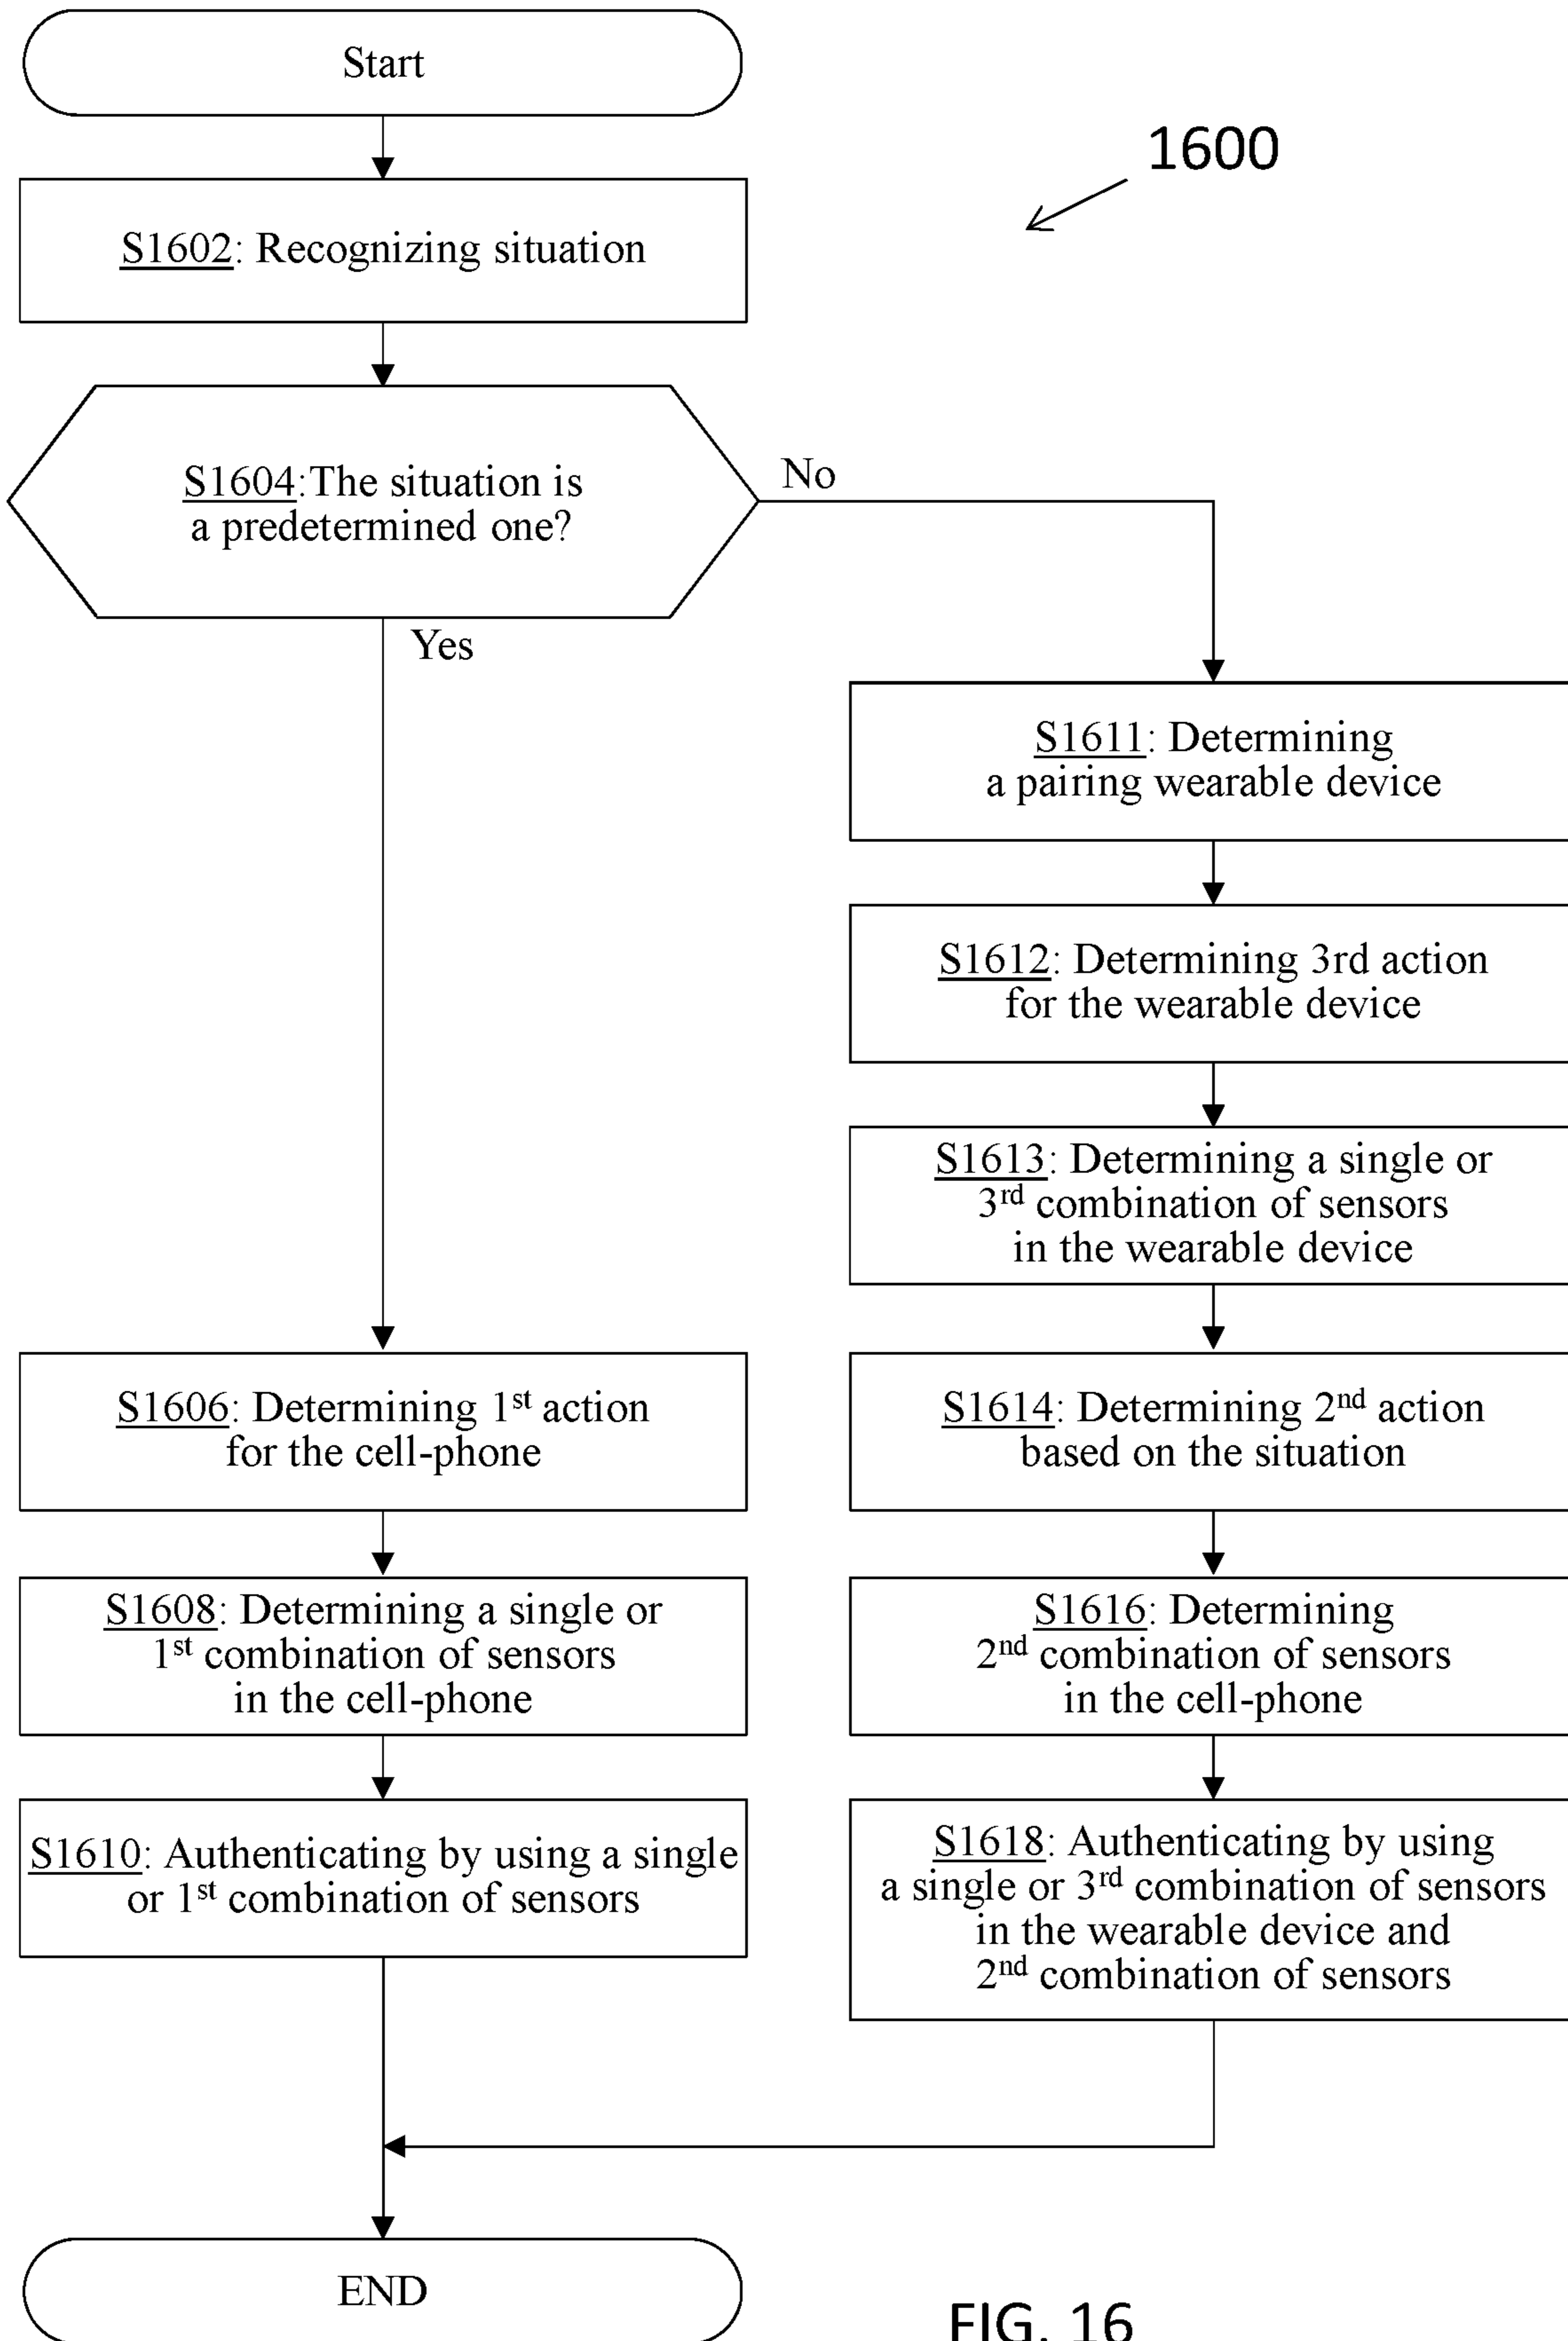 Start
1600
S1602: Recognizing situation
S1604:The situation is
a predetermined one?
No
Yes
S1611: Determining
a pairing wearable device
S1612: Determining 3rd action
for the wearable device
S1613: Determining a single or
3rd combination of sensors
in the wearable device
S1606: Determining 1st action
for the cell-phone
S1614: Determining 2nd action
based on the situation
S1608: Determining a single or
1st combination of sensors
in the cell-phone
S1616: Determining
2nd combination of sensors
in the cell-phone
S1610: Authenticating by using a single
or 1st combination of sensors
S1618: Authenticating by using
a single or 3rd combination of sensors
in the wearable device and
2nd combination of sensors
END
FIG. 16